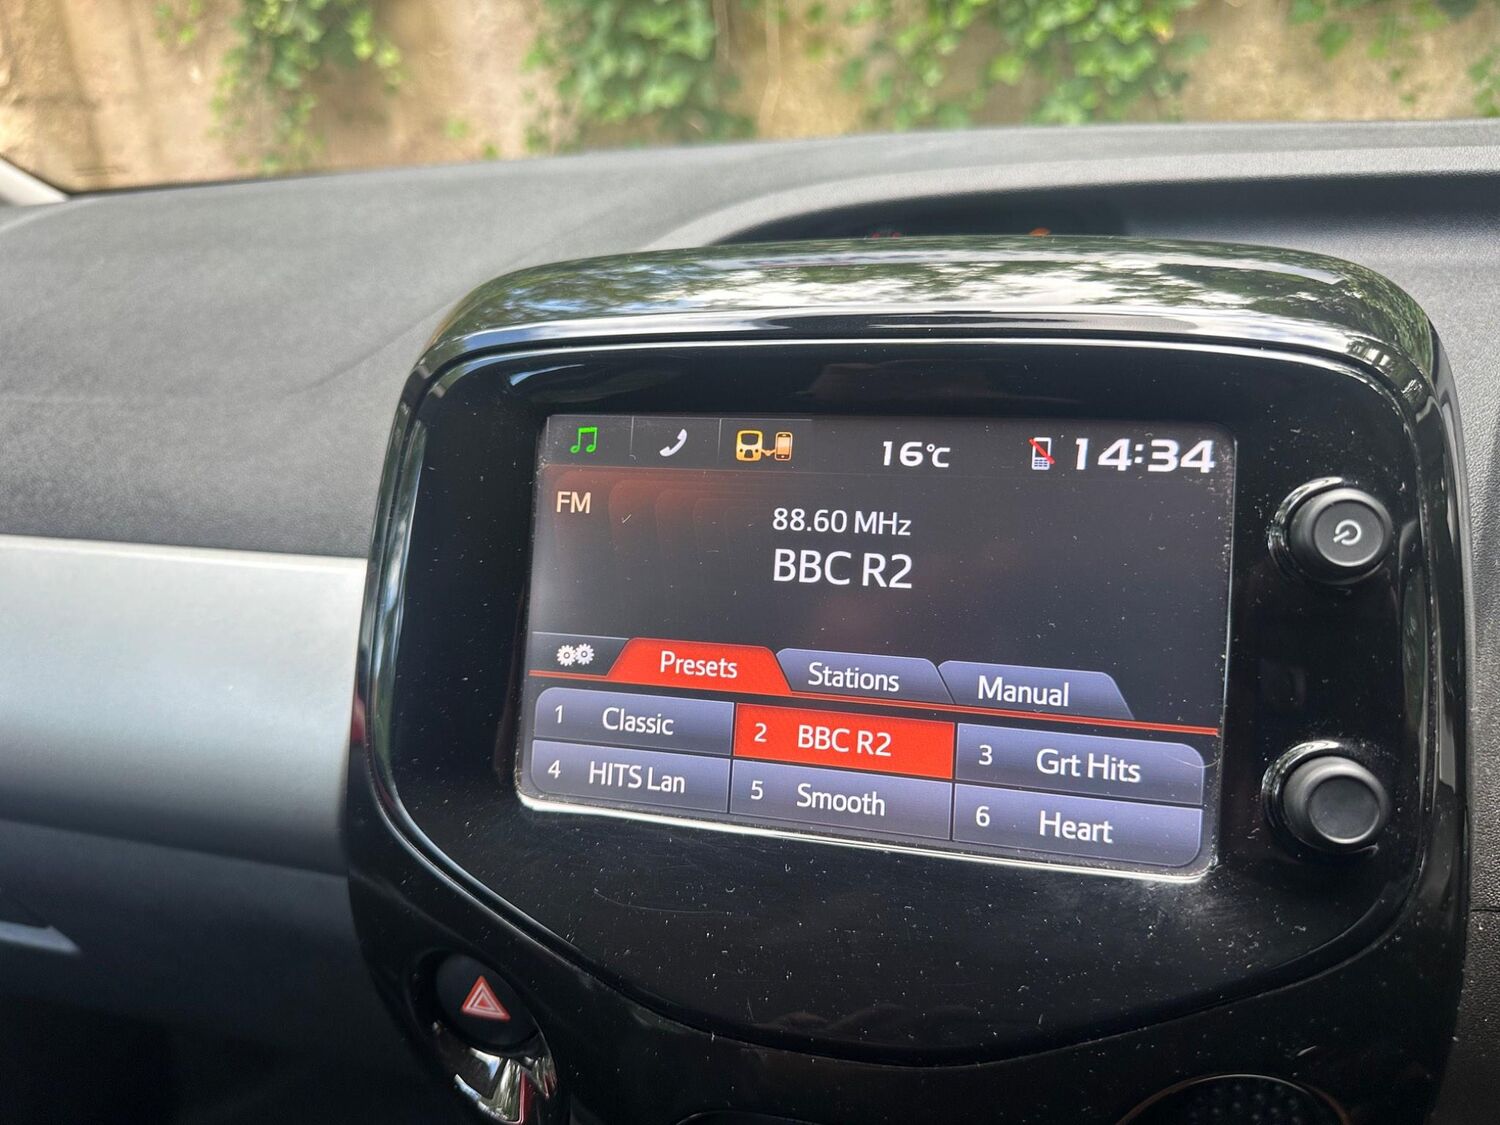 16°C
14:34
FM
88.60 MHz
BBC R2
Presets
Stations
Manual
1 Classic
2 BBC R2
3 Grt Hits
4 HITS Lan
5 Smooth
6 Heart